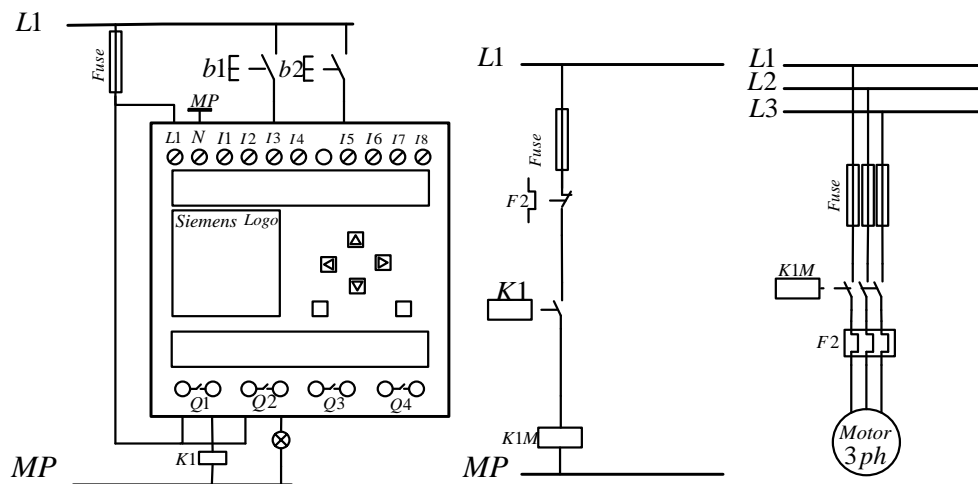 L1
Fuse
b1
b2
MP
L1 N I1 I2 I3 I4 I5 I6 I7 I8
Siemens Logo
Q1 Q2 Q3 Q4
K1
MP
L1
Fuse
F2
K1
K1M
MP
L1
L2
L3
Fuse
K1M
F2
Motor
3ph